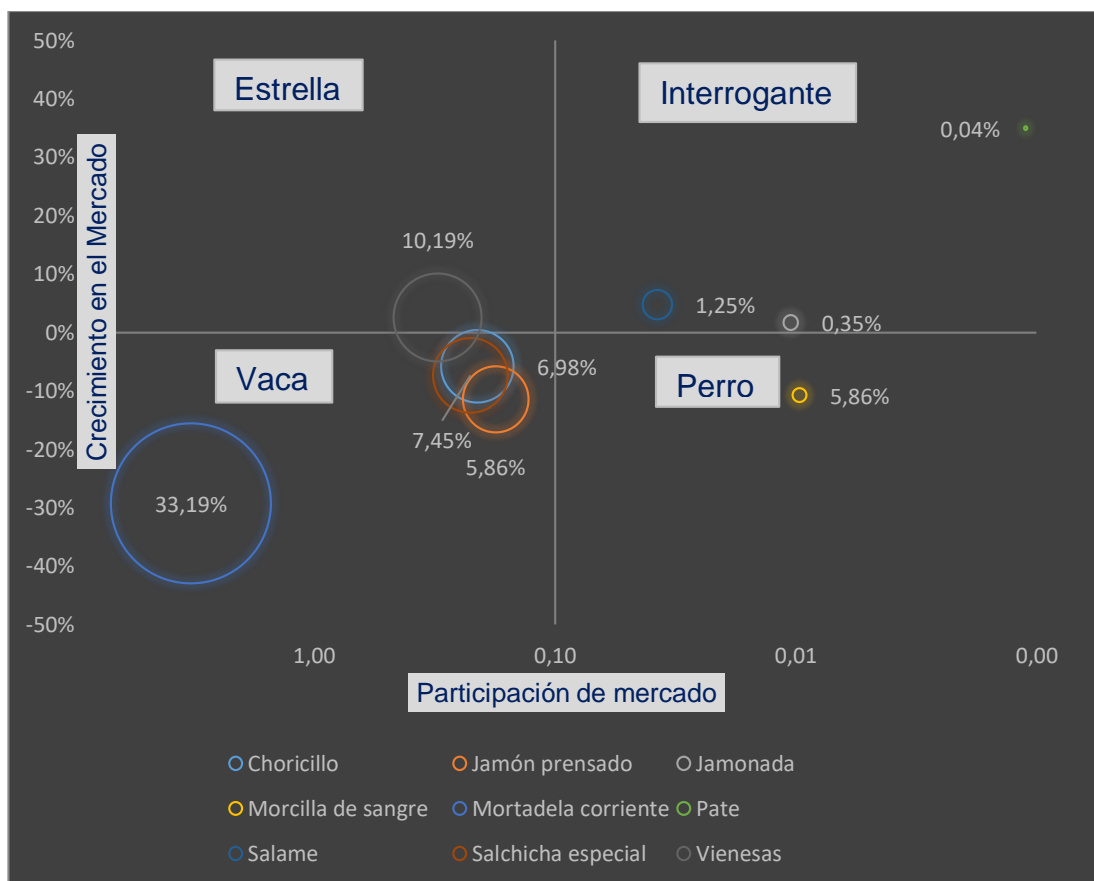 50%
Estrella
Interrogante
40%
0,04%
30%
20%
10,19%
10%
1,25%
0,35%
0%
Crecimiento en el Mercado
Vaca
6,98%
Perro
-10%
5,86%
7,45%
5,86%
-20%
33,19%
-30%
-40%
-50%
1,00
0,10
0,01
0,00
Participación de mercado
Choricillo
Jamón prensado
Jamonada
Morcilla de sangre
Mortadela corriente
Pate
Salame
Salchicha especial
Vienesas